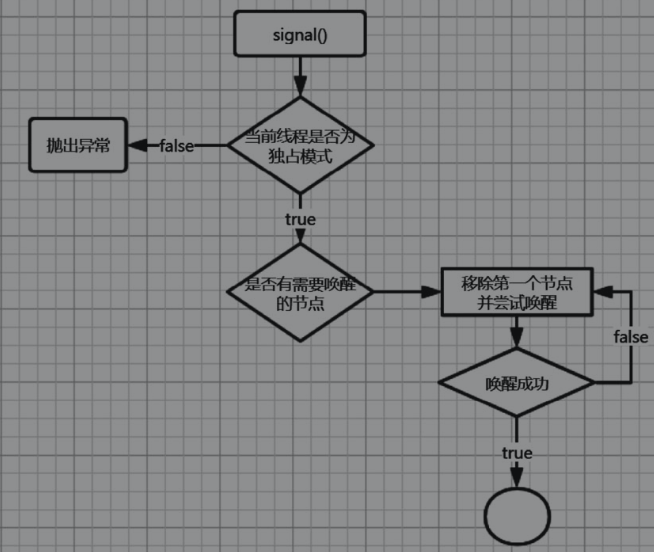 signal()
当前线程是否为
独占模式
false
抛出异常
true
是否有需要唤醒
的节点
移除第一个节点
并尝试唤醒
false
唤醒成功
true